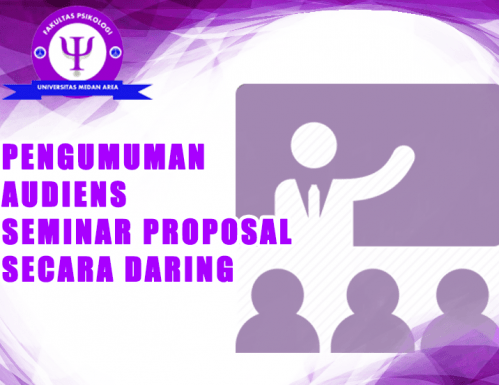 FAKULTAS PSIKOLOGI
Ψ
UNIVERSITAS MEDAN AREA
PENGUMUMAN
AUDIENS
SEMINAR PROPOSAL
SECARA DARING